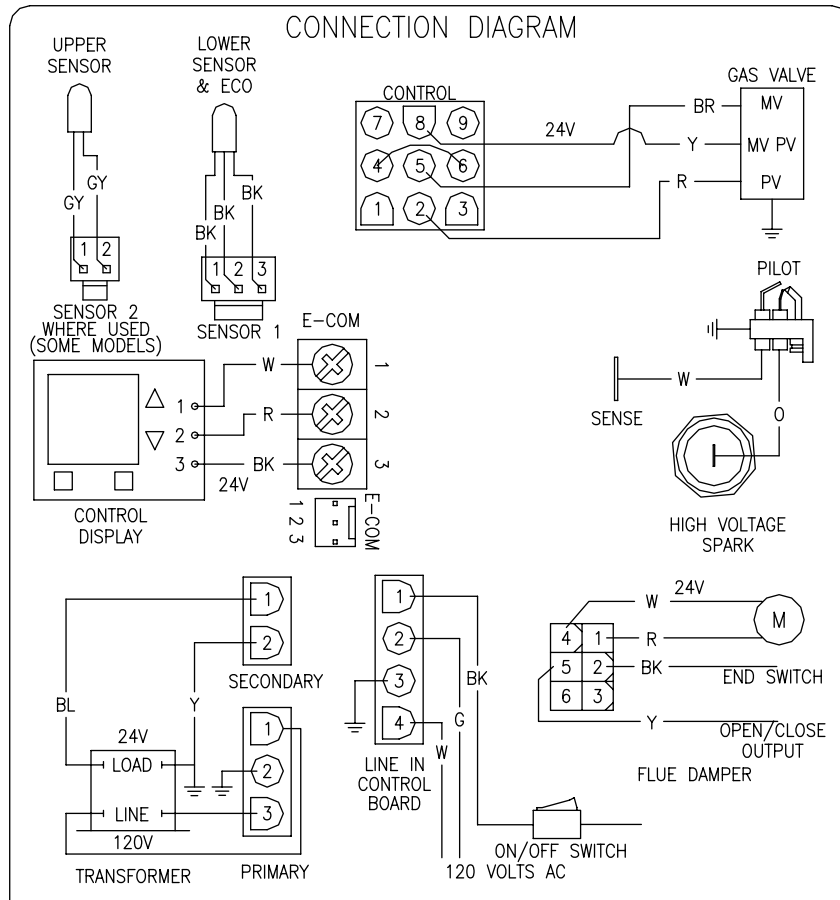 CONNECTION DIAGRAM
UPPER
SENSOR
LOWER
SENSOR
& ECO
GY
GY
BK
BK
BK
1 2
1 2 3
SENSOR 2
WHERE USED
(SOME MODELS)
SENSOR 1
CONTROL
7 8 9
4 5 6
1 2 3
24V
GAS VALVE
BR
MV
Y
MV PV
R
PV
PILOT
W
SENSE
O
HIGH VOLTAGE
SPARK
E-COM
W
1
1
R
2
2
BK
3
3
24V
CONTROL
DISPLAY
E-COM
1
2
3
1
2
SECONDARY
BL
Y
24V
LOAD
LINE
120V
TRANSFORMER
1
2
3
PRIMARY
1
2
3
4
LINE IN
CONTROL
BOARD
BK
G
W
ON/OFF SWITCH
120 VOLTS AC
W
24V
M
4 1
R
5 2
BK
END SWITCH
6 3
Y
OPEN/CLOSE
OUTPUT
FLUE DAMPER